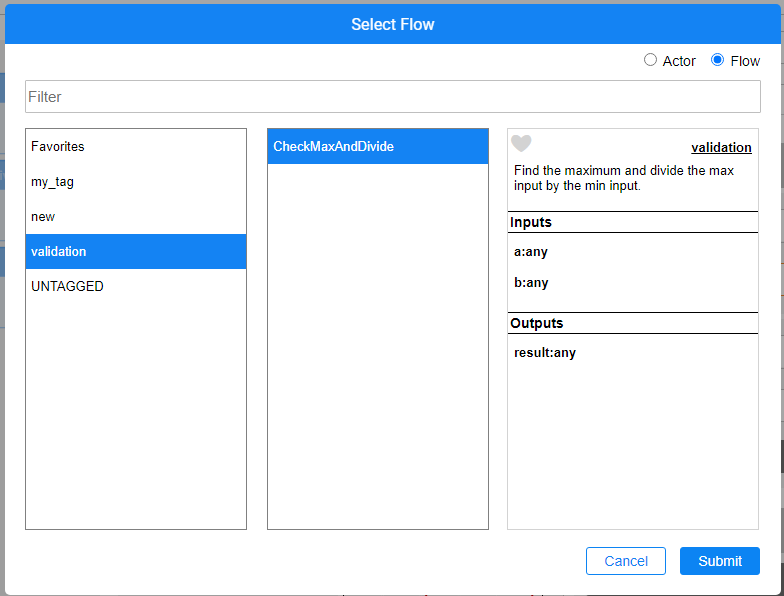 Select Flow
Actor
Flow
Filter
Favorites
my_tag
new
validation
UNTAGGED
CheckMaxAndDivide
validation
Find the maximum and divide the max
input by the min input.
Inputs
a:any
b:any
Outputs
result:any
Cancel
Submit